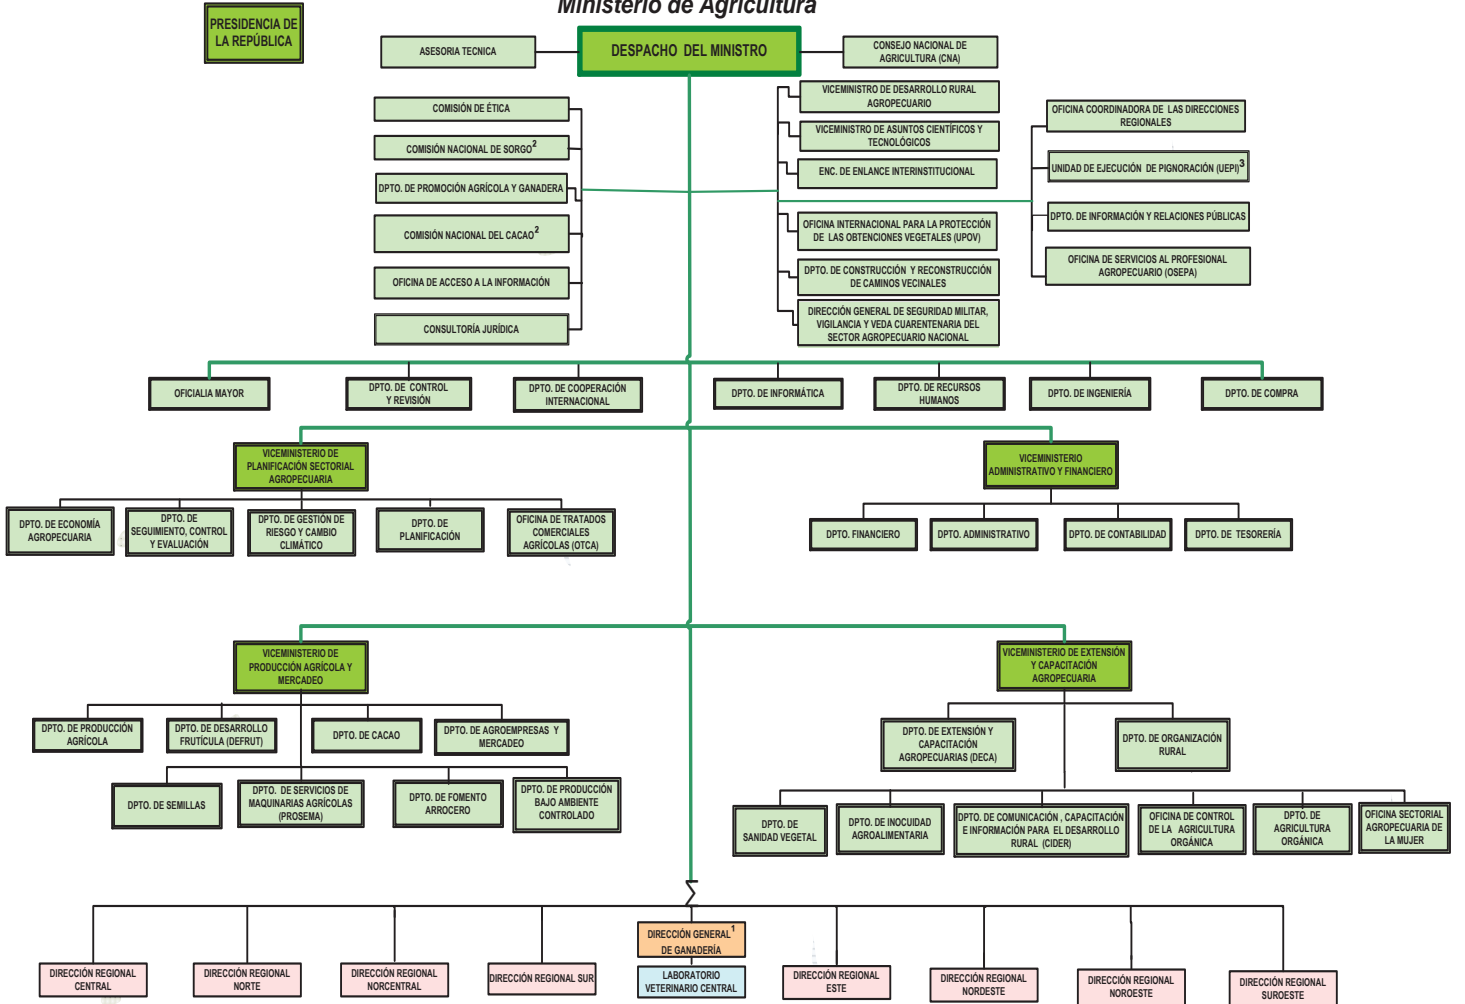 Ministerio de Agricultura
PRESIDENCIA DE
LA REPÚBLICA
ASESORIA TECNICA
DESPACHO DEL MINISTRO
CONSEJO NACIONAL DE
AGRICULTURA (CNA)
COMISIÓN DE ÉTICA
COMISIÓN NACIONAL DE SORGO2
DPTO. DE PROMOCIÓN AGRÍCOLA Y GANADERA
COMISIÓN NACIONAL DEL CACAO2
OFICINA DE ACCESO A LA INFORMACIÓN
CONSULTORÍA JURÍDICA
VICEMINISTRO DE DESARROLLO RURAL
AGROPECUARIO
VICEMINISTRO DE ASUNTOS CIENTÍFICOS Y
TECNOLÓGICOS
ENC. DE ENLANCE INTERINSTITUCIONAL
OFICINA INTERNACIONAL PARA LA PROTECCIÓN
DE LAS OBTENCIONES VEGETALES (UPOV)
DPTO. DE CONSTRUCCIÓN Y RECONSTRUCCIÓN
DE CAMINOS VECINALES
DIRECCIÓN GENERAL DE SEGURIDAD MILITAR,
VIGILANCIA Y VEDA CUARENTENARIA DEL
SECTOR AGROPECUARIO NACIONAL
OFICINA COORDINADORA DE LAS DIRECCIONES
REGIONALES
UNIDAD DE EJECUCIÓN DE PIGNORACIÓN (UEPI)3
DPTO. DE INFORMACIÓN Y RELACIONES PÚBLICAS
OFICINA DE SERVICIOS AL PROFESIONAL
AGROPECUARIO (OSEPA)
OFICIALIA MAYOR
DPTO. DE CONTROL
Y REVISIÓN
DPTO. DE COOPERACIÓN
INTERNACIONAL
DPTO. DE INFORMÁTICA
DPTO. DE RECURSOS
HUMANOS
DPTO. DE INGENIERÍA
DPTO. DE COMPRA
VICEMINISTERIO DE
PLANIFICACIÓN SECTORIAL
AGROPECUARIA
VICEMINISTERIO
ADMINISTRATIVO Y FINANCIERO
DPTO. DE ECONOMÍA
AGROPECUARIA
DPTO. DE
SEGUIMIENTO, CONTROL
Y EVALUACIÓN
DPTO. DE GESTIÓN DE
RIESGO Y CAMBIO
CLIMÁTICO
DPTO. DE
PLANIFICACIÓN
OFICINA DE TRATADOS
COMERCIALES
AGRÍCOLAS (OTCA)
DPTO. FINANCIERO
DPTO. ADMINISTRATIVO
DPTO. DE CONTABILIDAD
DPTO. DE TESORERÍA
VICEMINISTERIO DE
PRODUCCIÓN AGRÍCOLA Y
MERCADEO
VICEMINISTERIO DE EXTENSIÓN
Y CAPACITACIÓN
AGROPECUARIA
DPTO. DE PRODUCCIÓN
AGRÍCOLA
DPTO. DE DESARROLLO
FRUTÍCULA (DEFRUT)
DPTO. DE CACAO
DPTO. DE AGROEMPRESAS Y
MERCADEO
DPTO. DE EXTENSIÓN Y
CAPACITACIÓN
AGROPECUARIAS (DECA)
DPTO. DE ORGANIZACIÓN
RURAL
DPTO. DE SEMILLAS
DPTO. DE SERVICIOS DE
MAQUINARIAS AGRÍCOLAS
(PROSEMA)
DPTO. DE FOMENTO
ARROCERO
DPTO. DE PRODUCCIÓN
BAJO AMBIENTE
CONTROLADO
DPTO. DE
SANIDAD VEGETAL
DPTO. DE INOCUIDAD
AGROALIMENTARIA
DPTO. DE COMUNICACIÓN , CAPACITACIÓN
E INFORMACIÓN PARA EL DESARROLLO
RURAL (CIDER)
OFICINA DE CONTROL
DE LA AGRICULTURA
ORGÁNICA
DPTO. DE
AGRICULTURA
ORGÁNICA
OFICINA SECTORIAL
AGROPECUARIA DE
LA MUJER
DIRECCIÓN REGIONAL
CENTRAL
DIRECCIÓN REGIONAL
NORTE
DIRECCIÓN REGIONAL
NORCENTRAL
DIRECCIÓN REGIONAL SUR
DIRECCIÓN GENERAL1
DE GANADERÍA
LABORATORIO
VETERINARIO CENTRAL
DIRECCIÓN REGIONAL
ESTE
DIRECCIÓN REGIONAL
NORDESTE
DIRECCIÓN REGIONAL
NOROESTE
DIRECCIÓN REGIONAL
SUROESTE